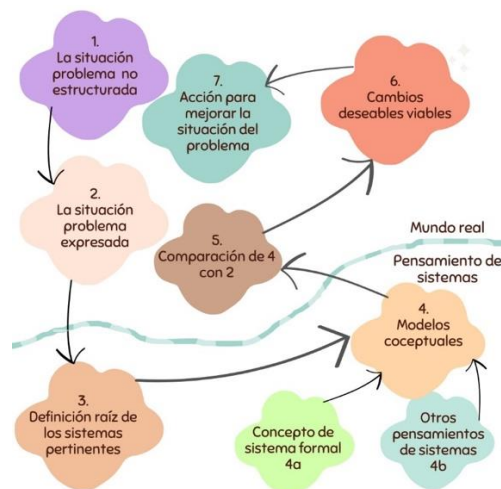 1.
La situación
problema no
estructurada
7.
Acción para
mejorar la
situación del
problema
6.
Cambios
deseables viables
2.
La situación
problema
expresada
5.
Comparación de 4
con 2
Mundo real
Pensamiento de
sistemas
4.
Modelos
coceptuales
3.
Definición raíz de
los sistemas
pertinentes
Concepto de
sistema formal
4a
Otros
pensamientos
de sistemas
4b